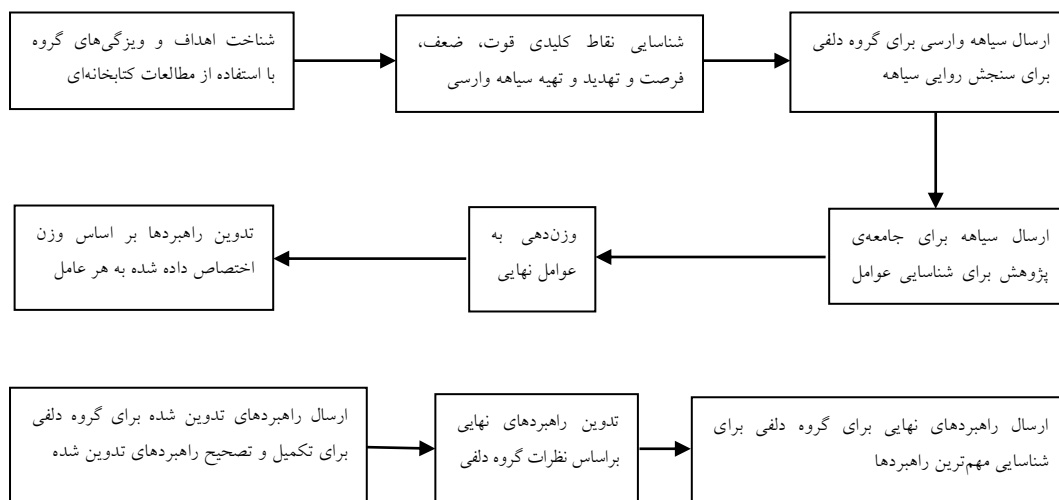 شناخت اهداف و ویژگی‌های گروه
با استفاده از مطالعات کتابخانه‌ای
شناسایی نقاط کلیدی قوت، ضعف،
فرصت و تهدید و تهیه سیاهه وارسی
ارسال سیاهه وارسی برای گروه دلفی
برای سنجش روایی سیاهه
ارسال سیاهه برای جامعه‌ی
پژوهش برای شناسایی عوامل
وزن‌دهی به
عوامل نهایی
تدوین راهبردها بر اساس وزن
اختصاص داده شده به هر عامل
ارسال راهبردهای تدوین شده برای گروه دلفی
برای تکمیل و تصحیح راهبردهای تدوین شده
تدوین راهبردهای نهایی
براساس نظرات گروه دلفی
ارسال راهبردهای نهایی برای گروه دلفی برای
شناسایی مهم‌ترین راهبردها